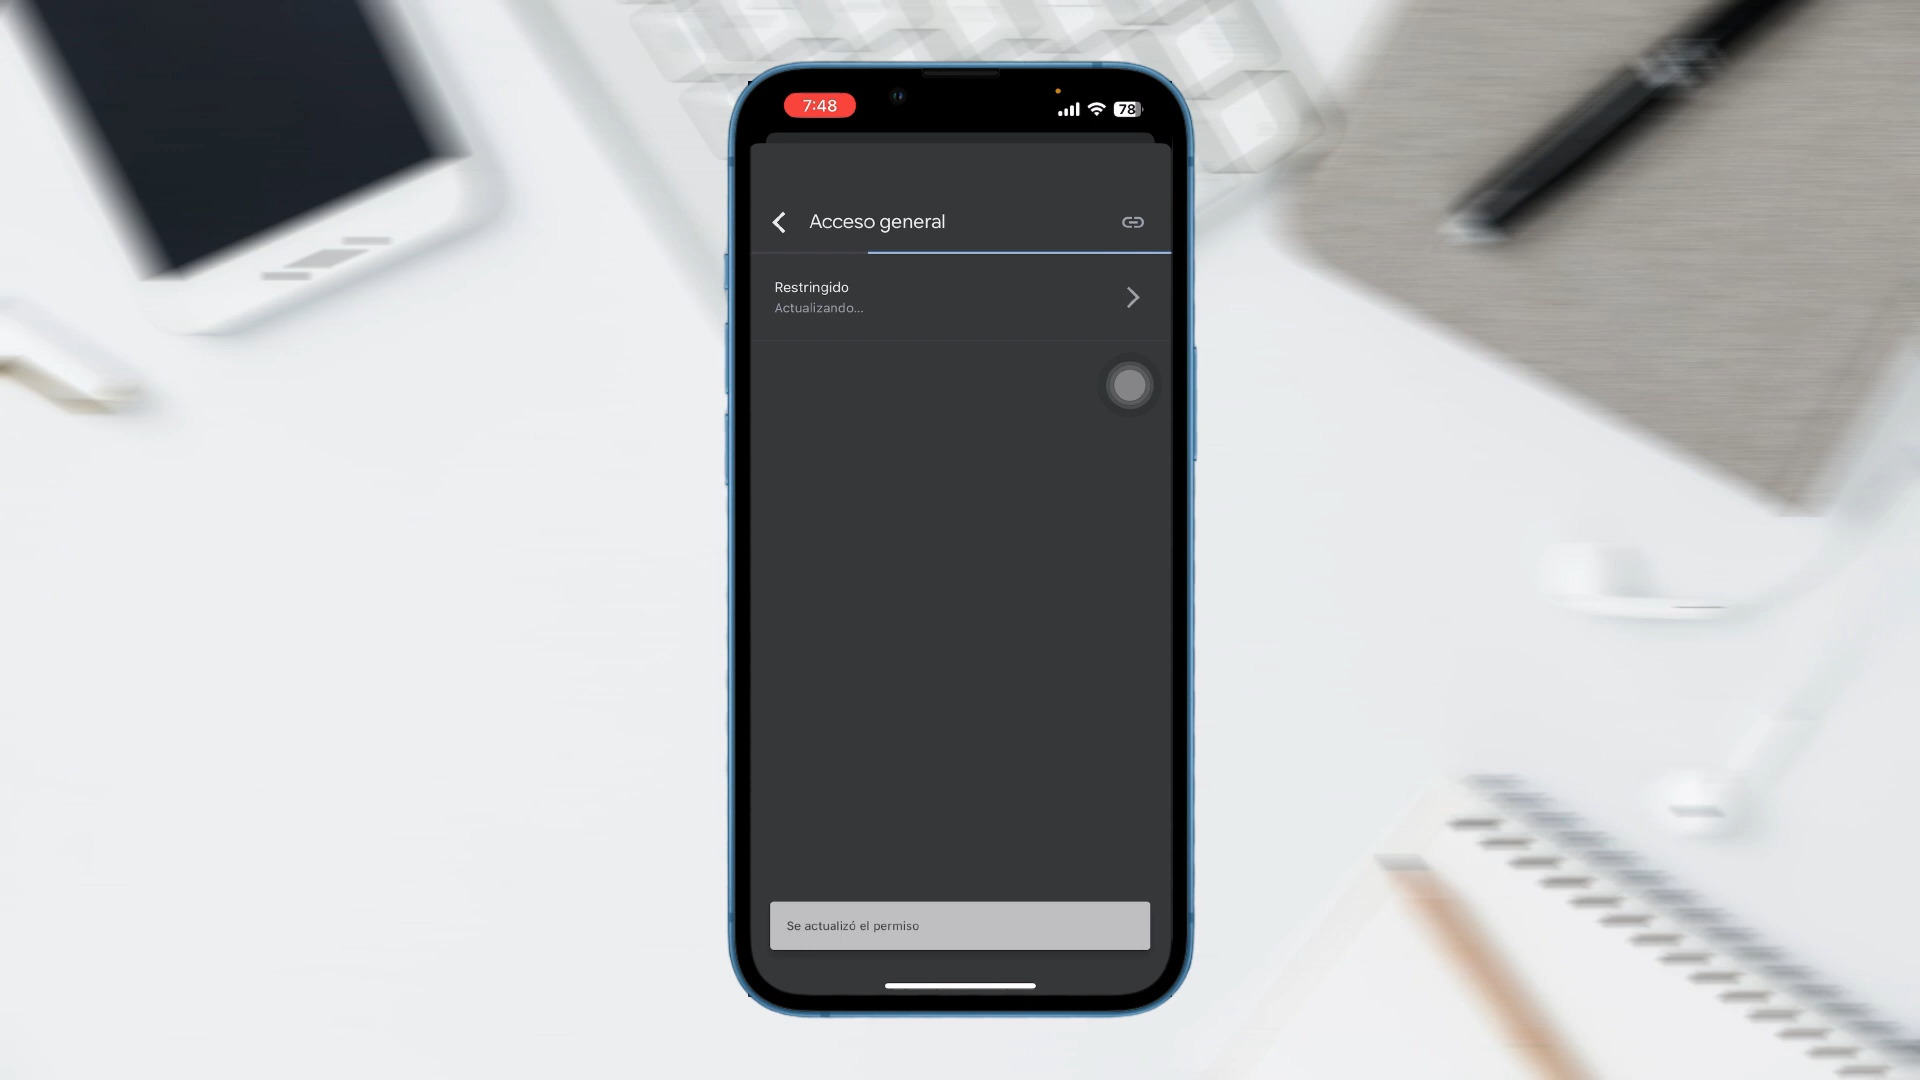 7:48
78
Acceso general
Restringido
Actualizando...
Se actualizó el permiso